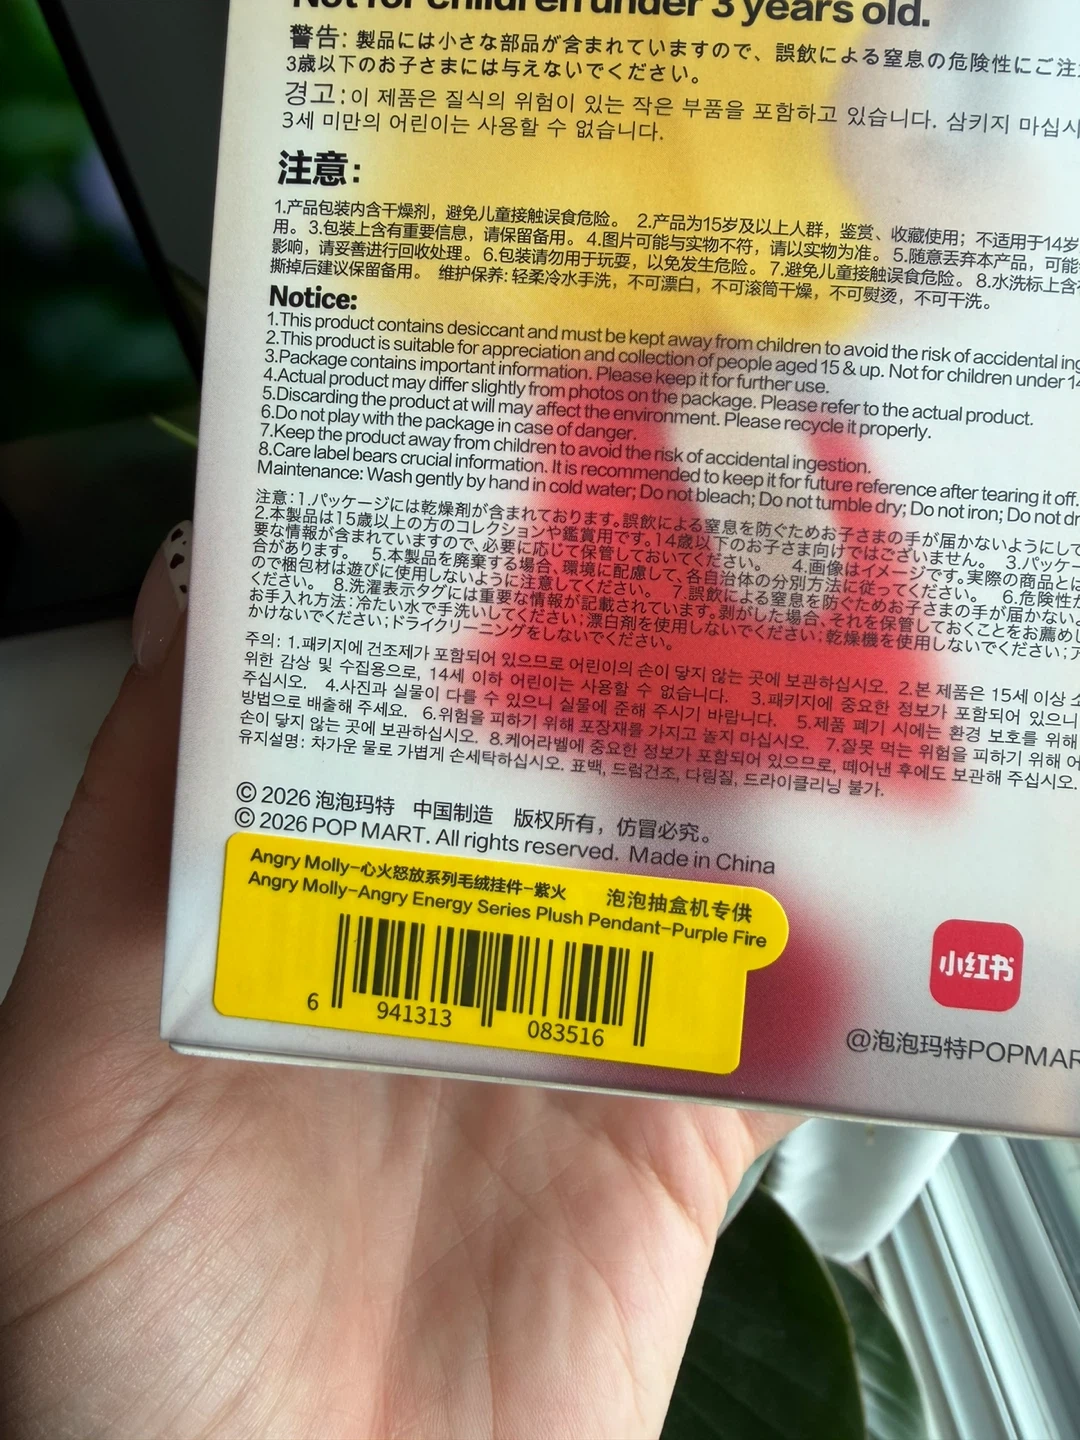 Not for children under 3 years old.
警告: 製品には小さな部品が含まれていますので、誤飲による窒息の危険性にご注
3歳以下のお子さまには与えないでください。
경고:이 제품은 질식의 위험이 있는 작은 부품을 포함하고 있습니다. 삼키지 마십시
3세 미만의 어린이는 사용할 수 없습니다.
注意:
1.产品包装内含干燥剂，避免儿童接触误食危险。 2.产品为15岁及以上人群，鉴赏、收藏使用；不适用于14岁
用。3.包装上含有重要信息，请保留备用。 4.图片可能与实物不符，请以实物为准。 5.随意丢弃本产品，可能
影响，请妥善进行回收处理。 6.包装请勿用于玩耍，以免发生危险。 7.避免儿童接触误食危险。 8.水洗标上含
撕掉后建议保留备用。 维护保养: 轻柔冷水手洗，不可漂白，不可滚筒干燥，不可熨烫，不可干洗。
Notice:
1.This product contains desiccant and must be kept away from children to avoid the risk of accidental ing
2.This product is suitable for appreciation and collection of people aged 15 & up. Not for children under 14
3.Package contains important information. Please keep it for further use.
4.Actual product may differ slightly from photos on the package. Please refer to the actual product.
5.Discarding the product at will may affect the environment. Please recycle it properly.
6.Do not play with the package in case of danger.
7.Keep the product away from children to avoid the risk of accidental ingestion.
8.Care label bears crucial information. It is recommended to keep it for future reference after tearing it off.
Maintenance: Wash gently by hand in cold water; Do not bleach; Do not tumble dry; Do not iron; Do not dr
注意：1.パッケージには乾燥剤が含まれております。誤飲による窒息を防ぐためお子さまの手が届かないようにして
2.本製品は15歳以上の方のコレクションや鑑賞用です。14歳以下のお子さま向けではございません。 3.パッケー
要な情報が含まれていますので、必要に応じて保管しておいてください。 4.画像はイメージです。実際の商品とは
合があります。 5.本製品を廃棄する場合、環境に配慮して、各自治体の分別方法に従ってください。 6.危険性が
ので梱包材は遊びに使用しないように注意してください。 7.誤飲による窒息を防ぐためお子さまの手が届かない
ください。 8.洗濯表示タグには重要な情報が記載されています。剥がした場合、それを保管しておくことをお薦めし
お手入れ方法：冷たい水で手洗いしてください；漂白剤を使用しないでください；乾燥機を使用しないでください；ア
かけないでください；ドライクリーニングをしないでください。
주의: 1.패키지에 건조제가 포함되어 있으므로 어린이의 손이 닿지 않는 곳에 보관하십시오. 2.본 제품은 15세 이상 소
위한 감상 및 수집용으로, 14세 이하 어린이는 사용할 수 없습니다. 3.패키지에 중요한 정보가 포함되어 있으니
주십시오. 4.사진과 실물이 다를 수 있으니 실물에 준해 주시기 바랍니다. 5.제품 폐기 시에는 환경 보호를 위해
방법으로 배출해 주세요. 6.위험을 피하기 위해 포장재를 가지고 놀지 마십시오. 7.잘못 먹는 위험을 피하기 위해 어
손이 닿지 않는 곳에 보관하십시오. 8.케어라벨에 중요한 정보가 포함되어 있으므로, 떼어낸 후에도 보관해 주십시오.
유지설명: 차가운 물로 가볍게 손세탁하십시오. 표백, 드럼건조, 다림질, 드라이클리닝 불가.
© 2026 泡泡玛特 中国制造 版权所有，仿冒必究。
© 2026 POP MART. All rights reserved. Made in China
Angry Molly-心火怒放系列毛绒挂件-紫火 泡泡抽盒机专供
Angry Molly-Angry Energy Series Plush Pendant-Purple Fire
6 941313 083516
小红书
@泡泡玛特POPMAR